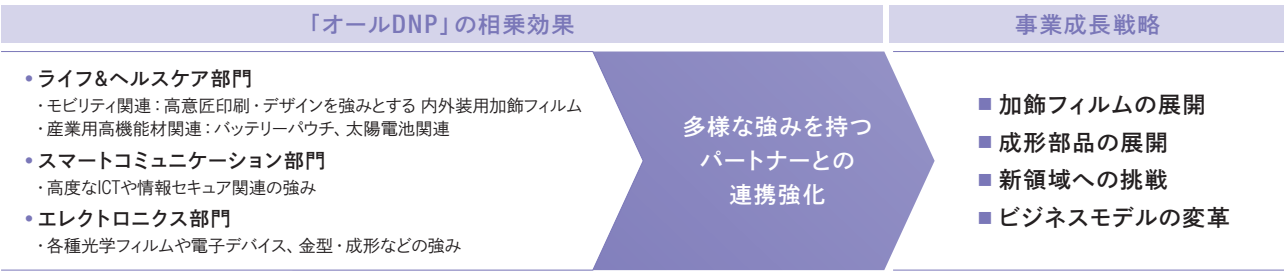 「オールDNP」の相乗効果
•ライフ&ヘルスケア部門
・モビリティ関連：高意匠印刷・デザインを強みとする 内外装用加飾フィルム
・産業用高機能材関連：バッテリーパウチ、太陽電池関連
•スマートコミュニケーション部門
・高度なICTや情報セキュア関連の強み
•エレクトロニクス部門
・各種光学フィルムや電子デバイス、金型・成形などの強み
多様な強みを持つ
パートナーとの
連携強化
事業成長戦略
■ 加飾フィルムの展開
■ 成形部品の展開
■ 新領域への挑戦
■ ビジネスモデルの変革